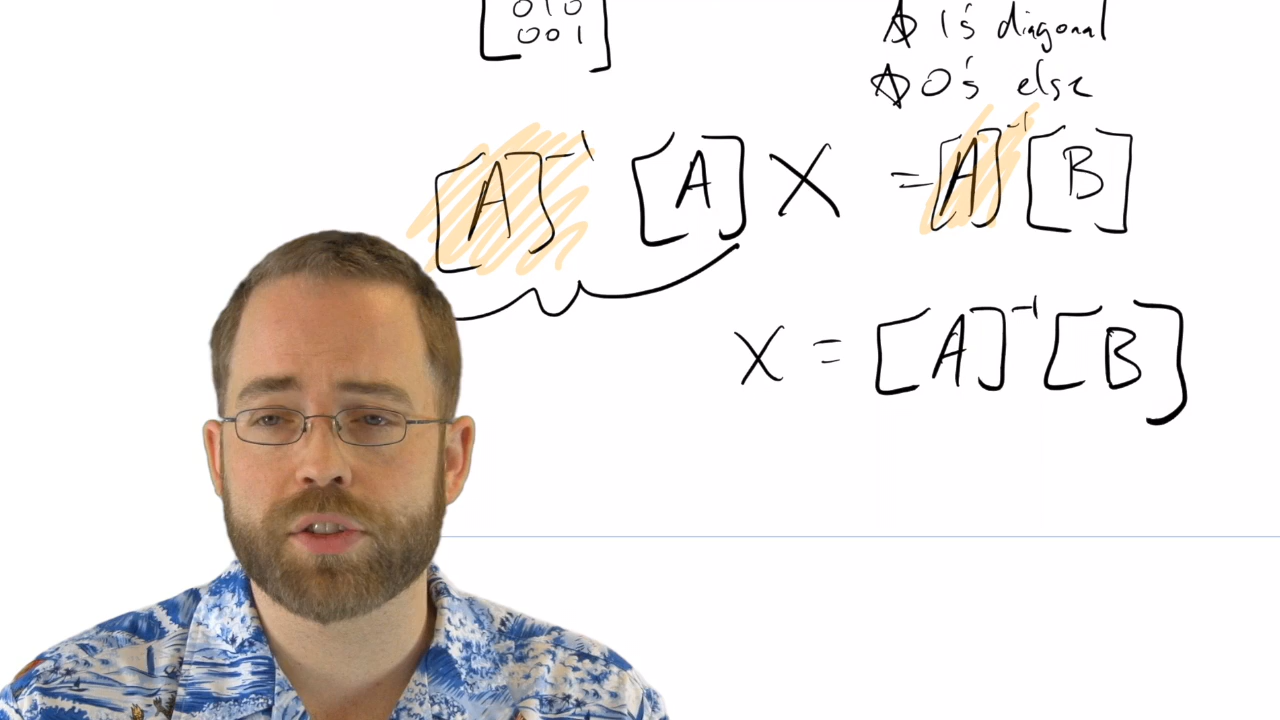 010
001
☆ 1's diagonal
☆ 0's else
[A]⁻¹ [A] X = [A]⁻¹ [B]
X = [A]⁻¹ [B]